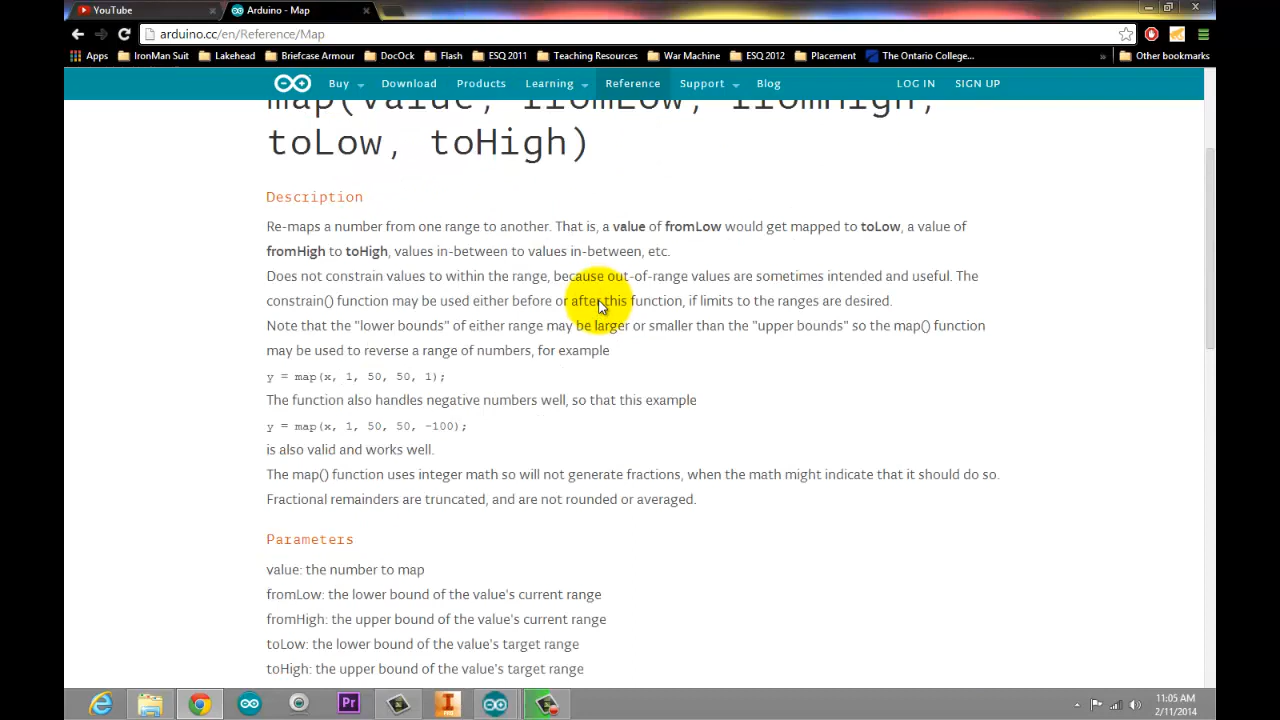 YouTube
Arduino - Map
arduino.cc/en/Reference/Map
Apps IronMan Suit Lakehead Briefcase Armour DocOck Flash ESQ 2011 Teaching Resources War Machine ESQ 2012 Placement The Ontario College... » Other bookmarks
Buy Download Products Learning Reference Support Blog LOG IN SIGN UP
map(value, fromLow, fromHigh,
toLow, toHigh)
Description
Re-maps a number from one range to another. That is, a value of fromLow would get mapped to toLow, a value of
fromHigh to toHigh, values in-between to values in-between, etc.
Does not constrain values to within the range, because out-of-range values are sometimes intended and useful. The
constrain() function may be used either before or after this function, if limits to the ranges are desired.
Note that the "lower bounds" of either range may be larger or smaller than the "upper bounds" so the map() function
may be used to reverse a range of numbers, for example
y = map(x, 1, 50, 50, 1);
The function also handles negative numbers well, so that this example
y = map(x, 1, 50, 50, -100);
is also valid and works well.
The map() function uses integer math so will not generate fractions, when the math might indicate that it should do so.
Fractional remainders are truncated, and are not rounded or averaged.
Parameters
value: the number to map
fromLow: the lower bound of the value's current range
fromHigh: the upper bound of the value's current range
toLow: the lower bound of the value's target range
toHigh: the upper bound of the value's target range
Pr
11:05 AM
2/11/2014